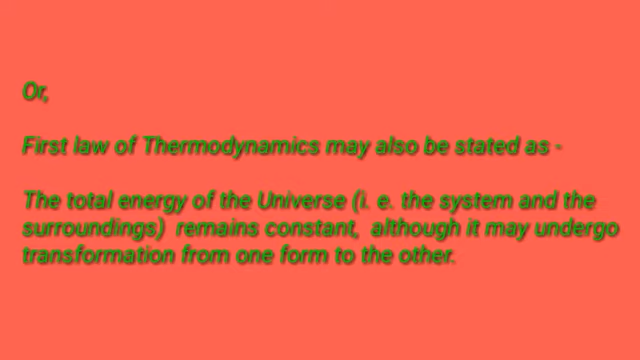 Or,
First law of Thermodynamics may also be stated as -
The total energy of the Universe (i. e. the system and the
surroundings)  remains constant,  although it may undergo
transformation from one form to the other.